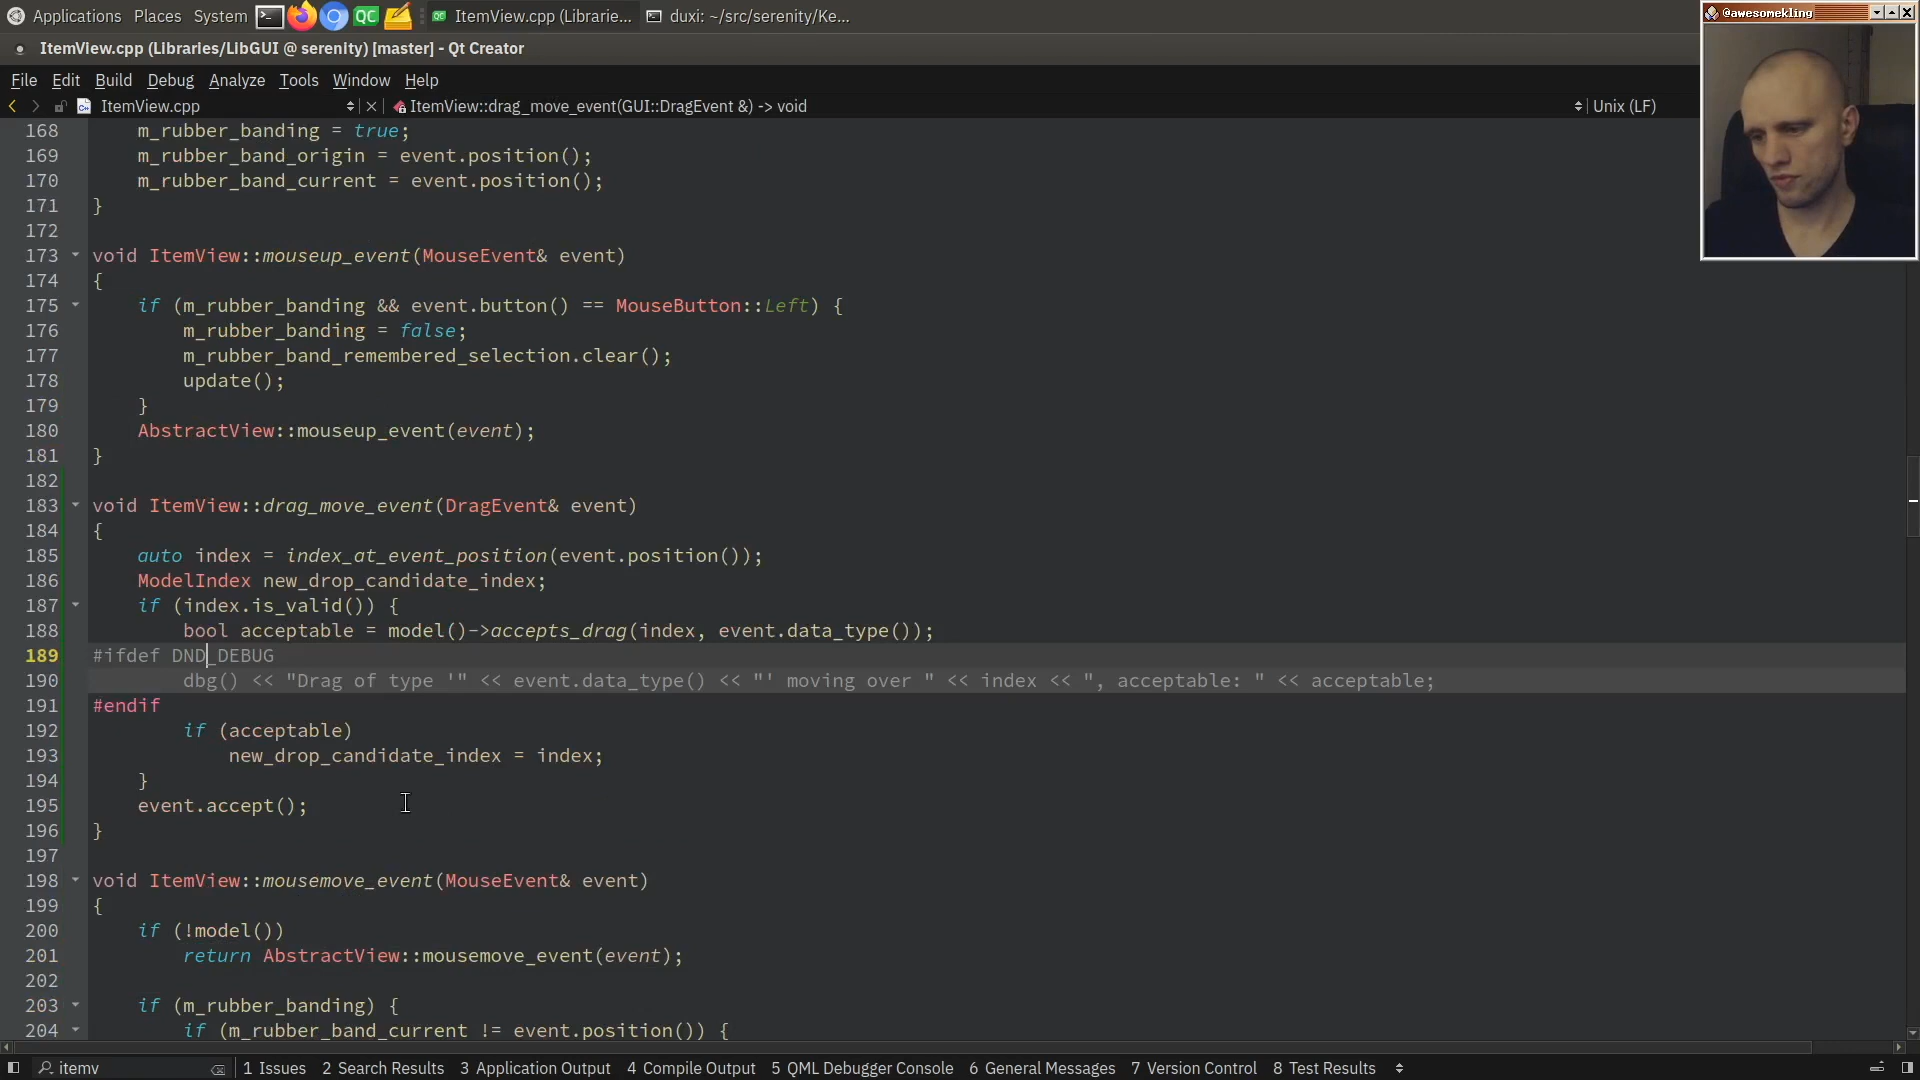 Applications Places System ItemView.cpp (Librarie... duxi: ~/src/serenity/Ke...
@awesomekling
ItemView.cpp (Libraries/LibGUI @ serenity) [master] - Qt Creator
File Edit Build Debug Analyze Tools Window Help
ItemView.cpp ItemView::drag_move_event(GUI::DragEvent &) -> void Unix (LF)
168 m_rubber_banding = true;
169 m_rubber_band_origin = event.position();
170 m_rubber_band_current = event.position();
171 }
172
173 void ItemView::mouseup_event(MouseEvent& event)
174 {
175 if (m_rubber_banding && event.button() == MouseButton::Left) {
176 m_rubber_banding = false;
177 m_rubber_band_remembered_selection.clear();
178 update();
179 }
180 AbstractView::mouseup_event(event);
181 }
182
183 void ItemView::drag_move_event(DragEvent& event)
184 {
185 auto index = index_at_event_position(event.position());
186 ModelIndex new_drop_candidate_index;
187 if (index.is_valid()) {
188 bool acceptable = model()->accepts_drag(index, event.data_type());
189 #ifdef DND_DEBUG
190 dbg() << "Drag of type '" << event.data_type() << "' moving over " << index << ", acceptable: " << acceptable;
191 #endif
192 if (acceptable)
193 new_drop_candidate_index = index;
194 }
195 event.accept();
196 }
197
198 void ItemView::mousemove_event(MouseEvent& event)
199 {
200 if (!model())
201 return AbstractView::mousemove_event(event);
202
203 if (m_rubber_banding) {
204 if (m_rubber_band_current != event.position()) {
itemv 1 Issues 2 Search Results 3 Application Output 4 Compile Output 5 QML Debugger Console 6 General Messages 7 Version Control 8 Test Results